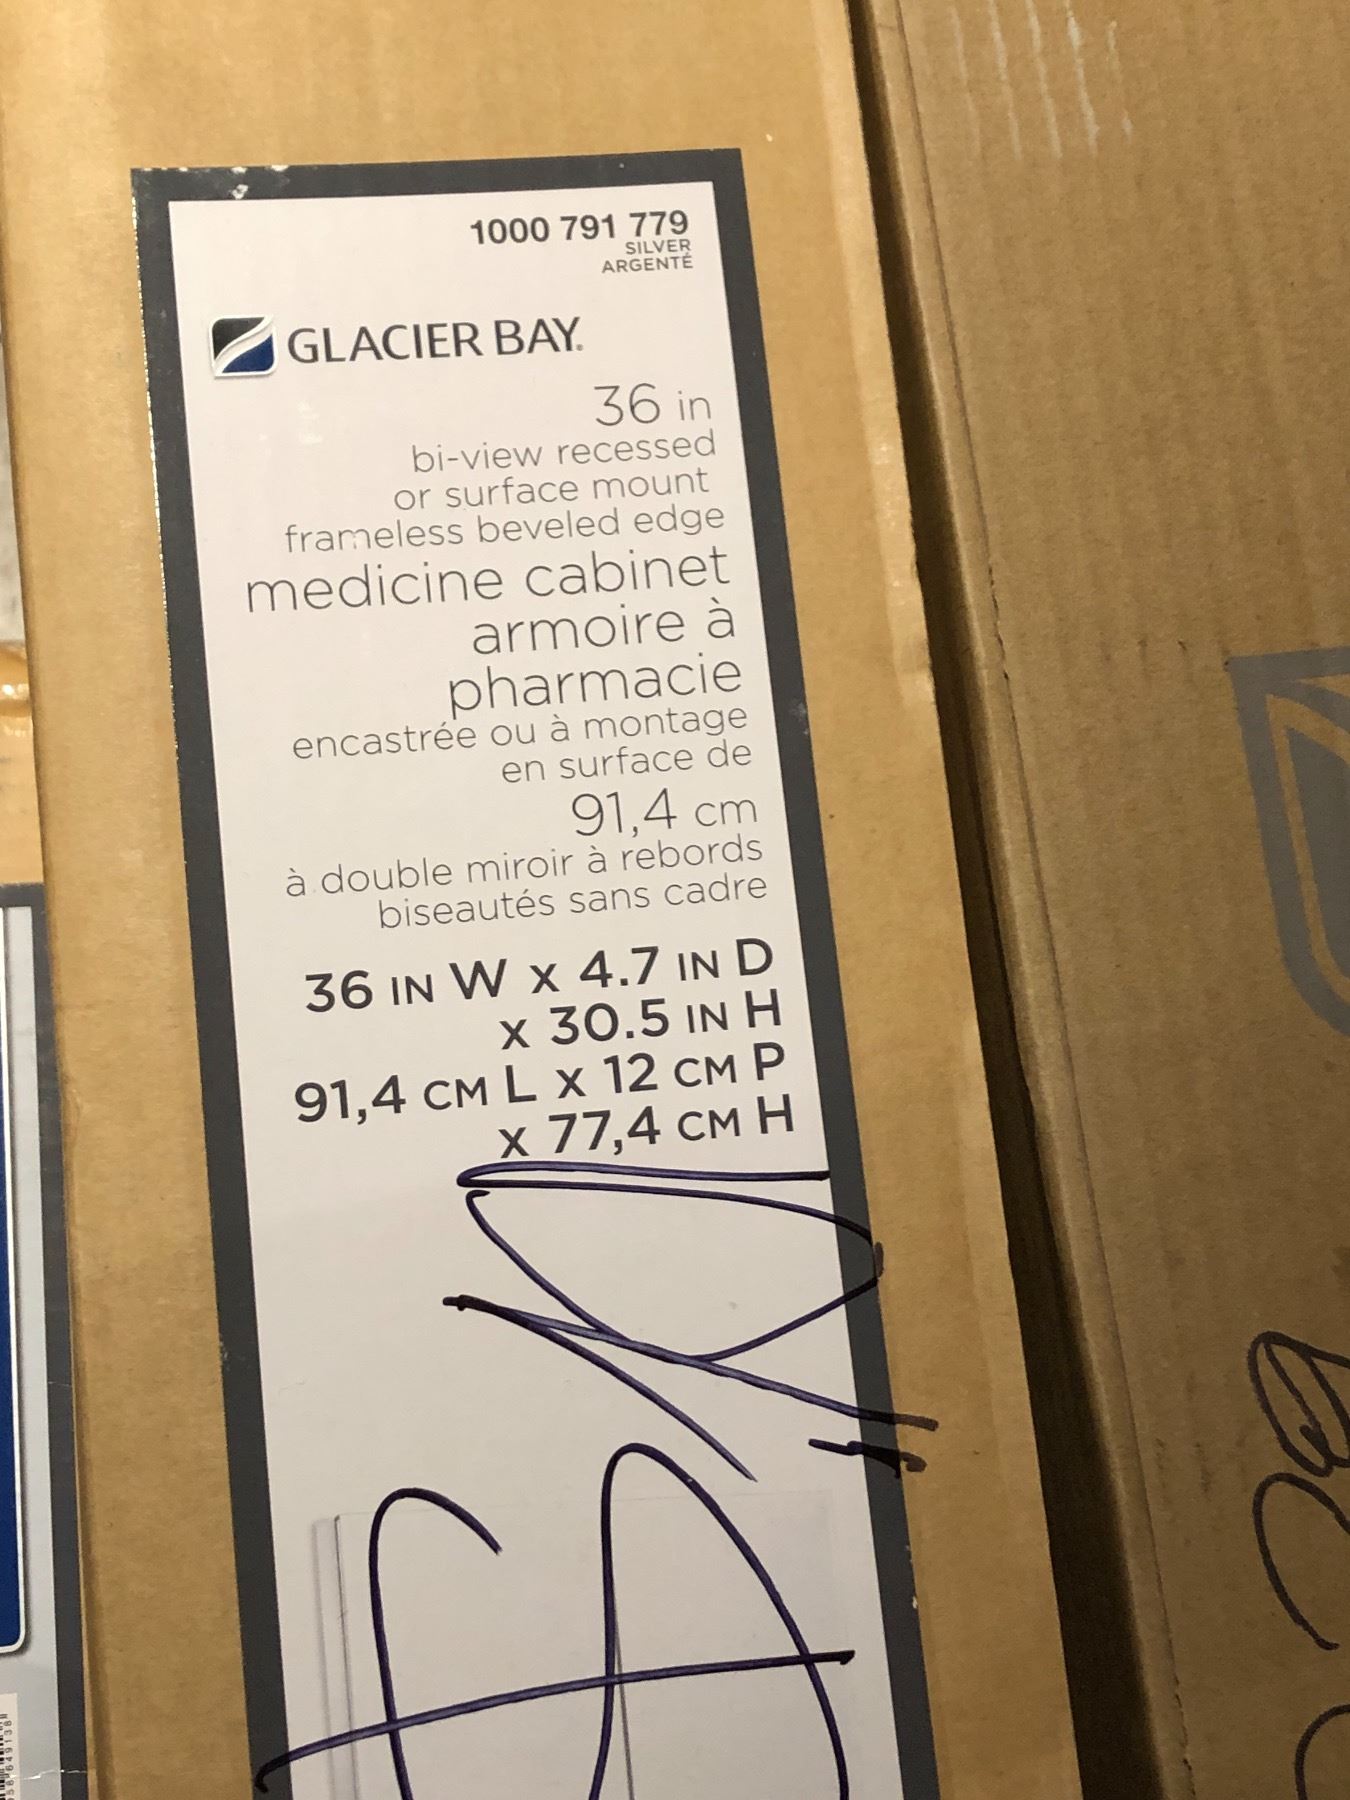 1000 791 779
SILVER
ARGENTÉ
GLACIER BAY.
36 in
bi-view recessed
or surface mount
frameless beveled edge
medicine cabinet
armoire à
pharmacie
encastrée ou à montage
en surface de
91,4 cm
à double miroir à rebords
biseautés sans cadre
36 IN W x 4.7 IN D
x 30.5 IN H
91,4 CM L x 12 CM P
x 77,4 CM H